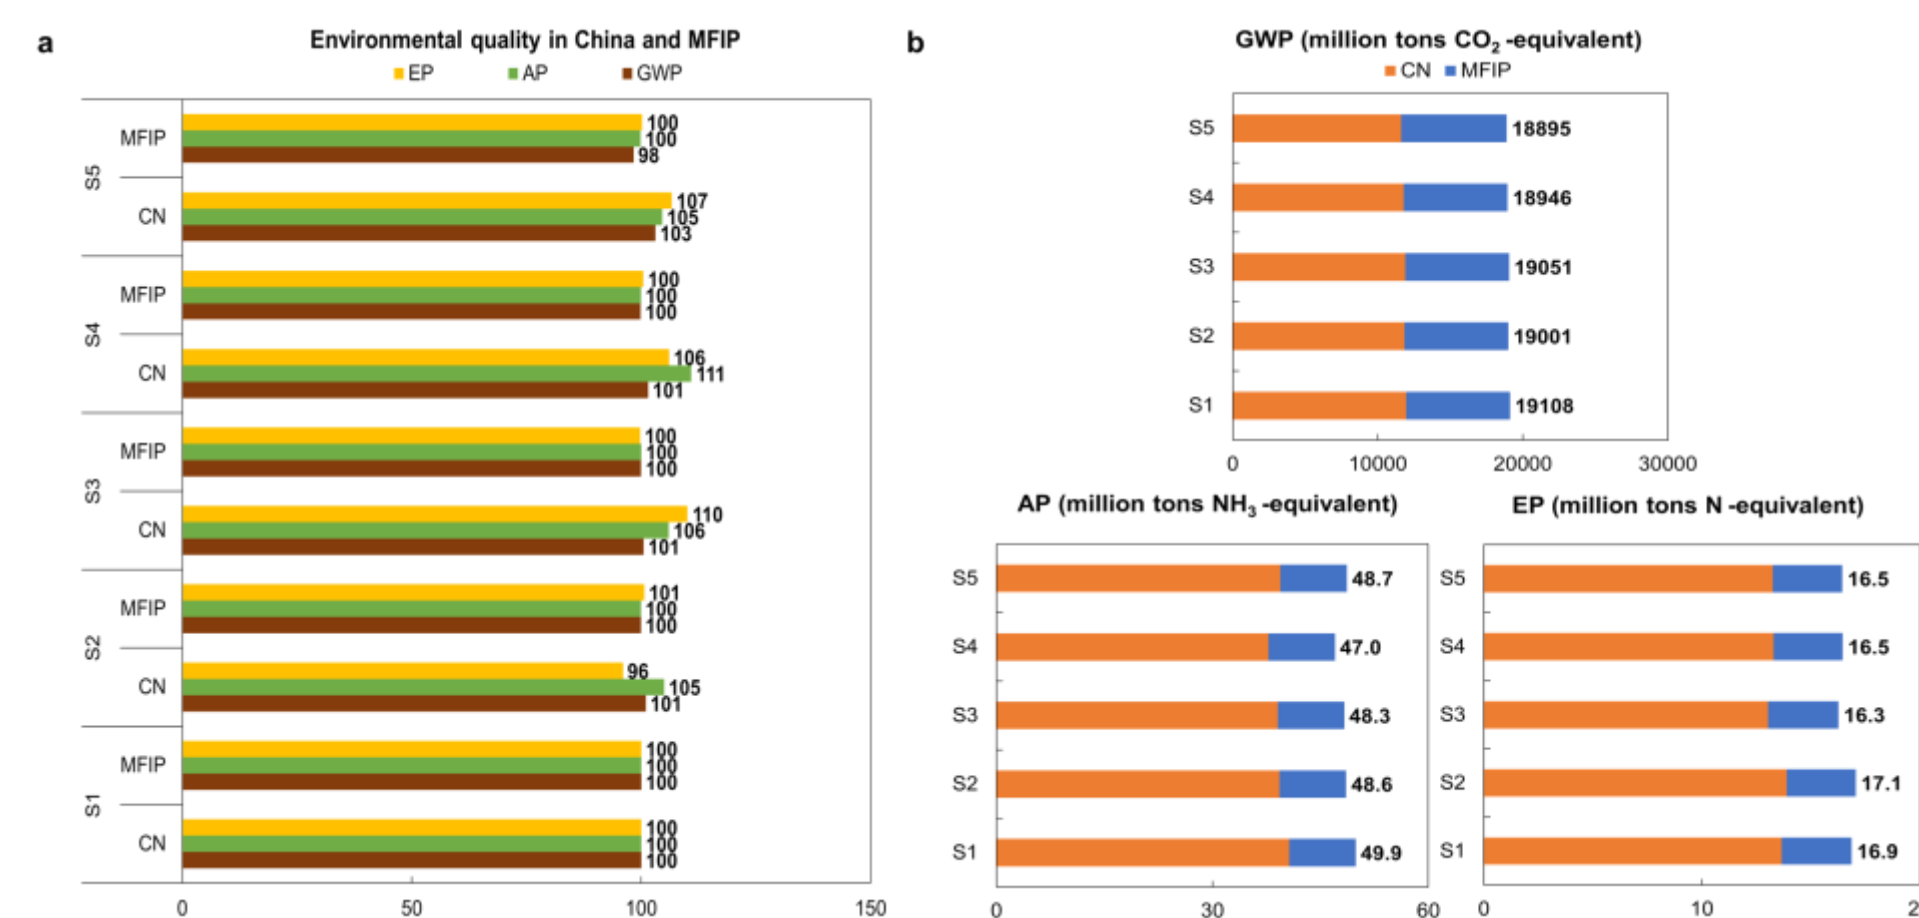 a
Environmental quality in China and MFIP
EP AP GWP
S5
MFIP
100
100
98
CN
107
105
103
S4
MFIP
100
100
100
CN
106
111
101
S3
MFIP
100
100
100
CN
110
106
101
S2
MFIP
101
100
100
CN
96
105
101
S1
MFIP
100
100
100
CN
100
100
100
0 50 100 150
b
GWP (million tons CO₂ -equivalent)
CN MFIP
S5 18895
S4 18946
S3 19051
S2 19001
S1 19108
0 10000 20000 30000
AP (million tons NH₃ -equivalent)
S5 48.7
S4 47.0
S3 48.3
S2 48.6
S1 49.9
0 30 60
EP (million tons N -equivalent)
S5 16.5
S4 16.5
S3 16.3
S2 17.1
S1 16.9
0 10